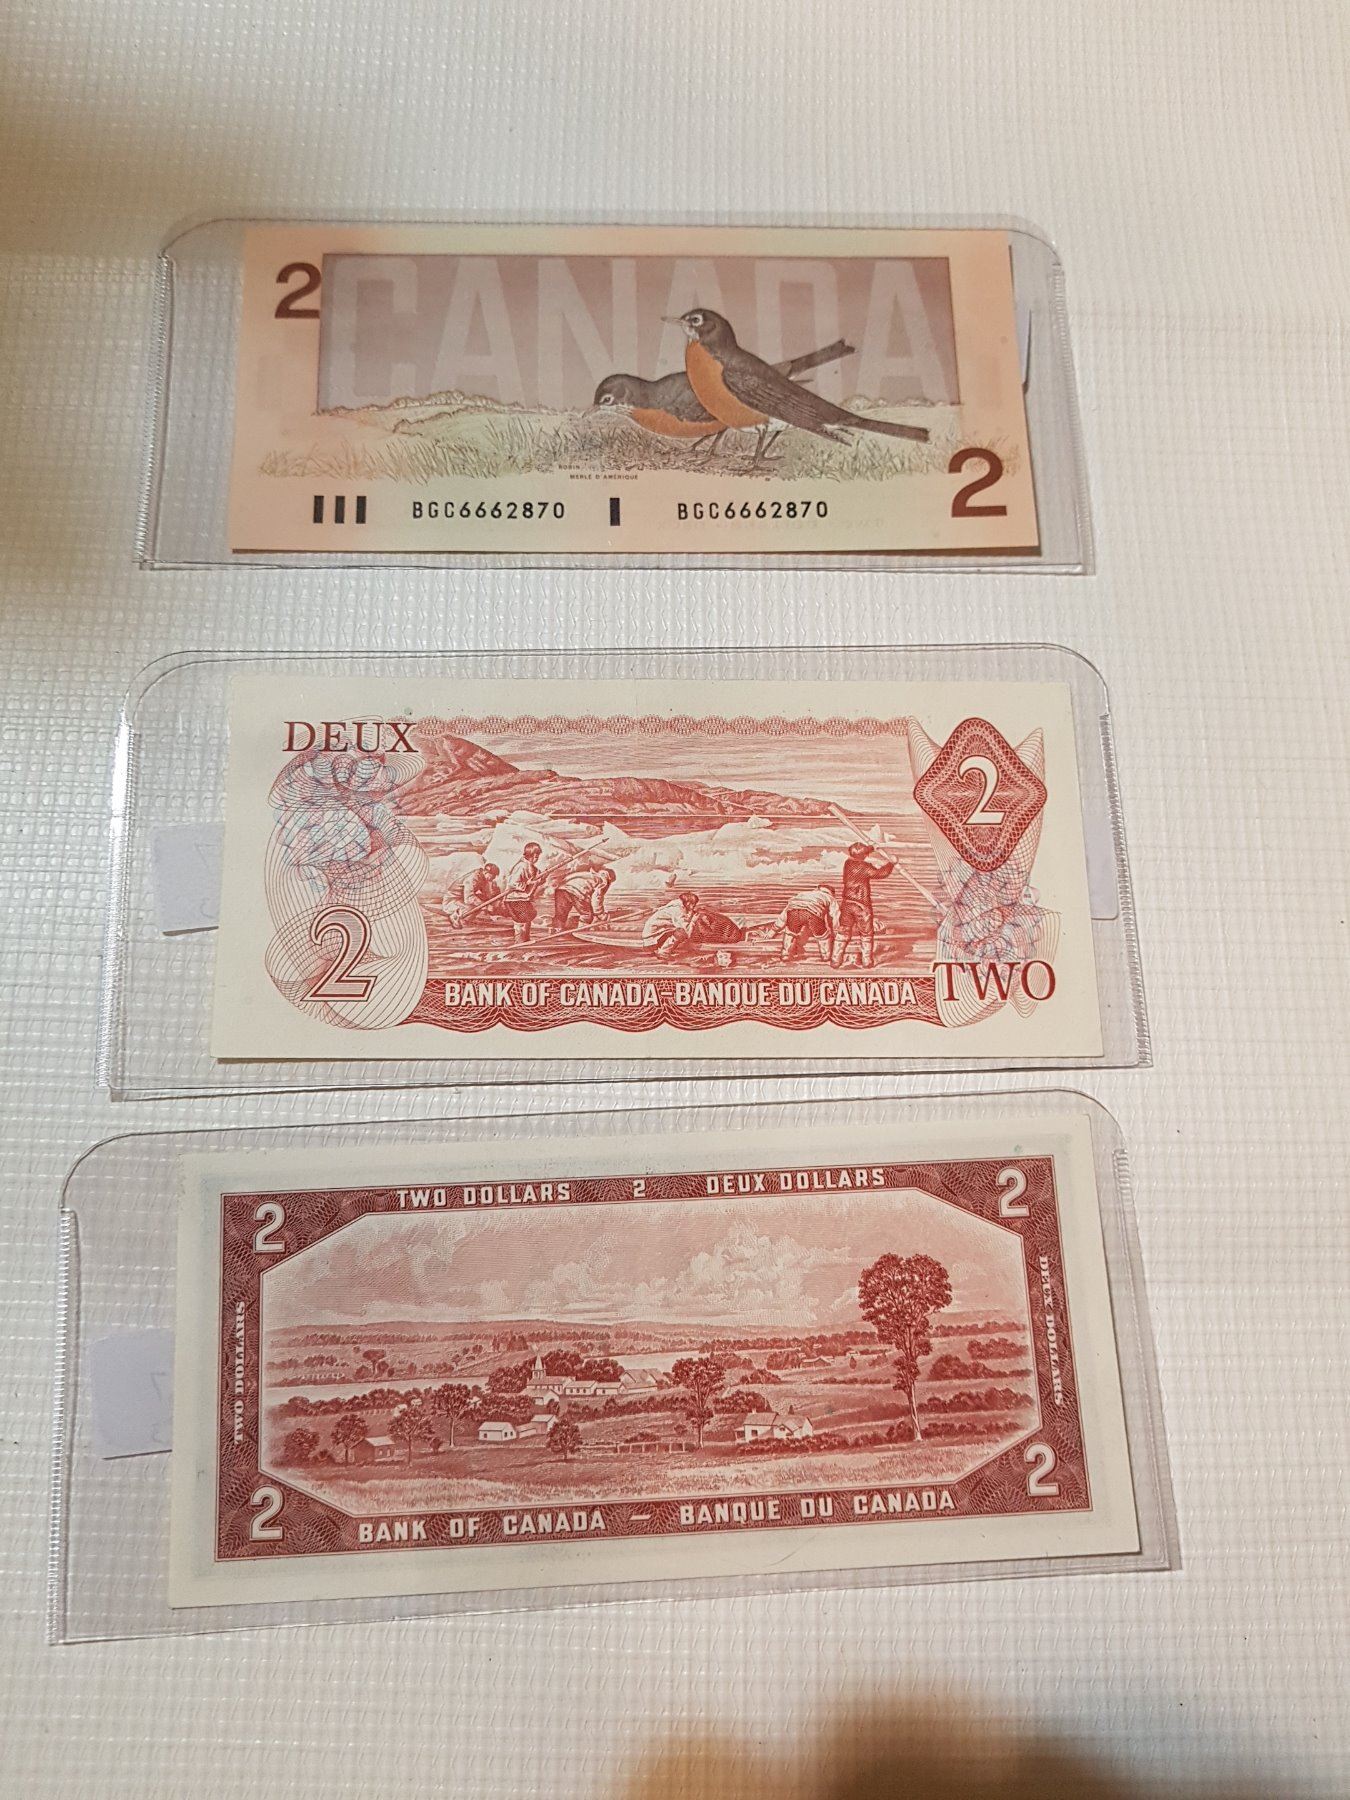 2
CANADA
ROBIN
MERLE D'AMÉRIQUE
BGC6662870 BGC6662870
2
DEUX
2
2
BANK OF CANADA-BANQUE DU CANADA
TWO
TWO DOLLARS 2 DEUX DOLLARS
2
2
TWO DOLLARS
DEUX DOLLARS
2
2
BANK OF CANADA — BANQUE DU CANADA